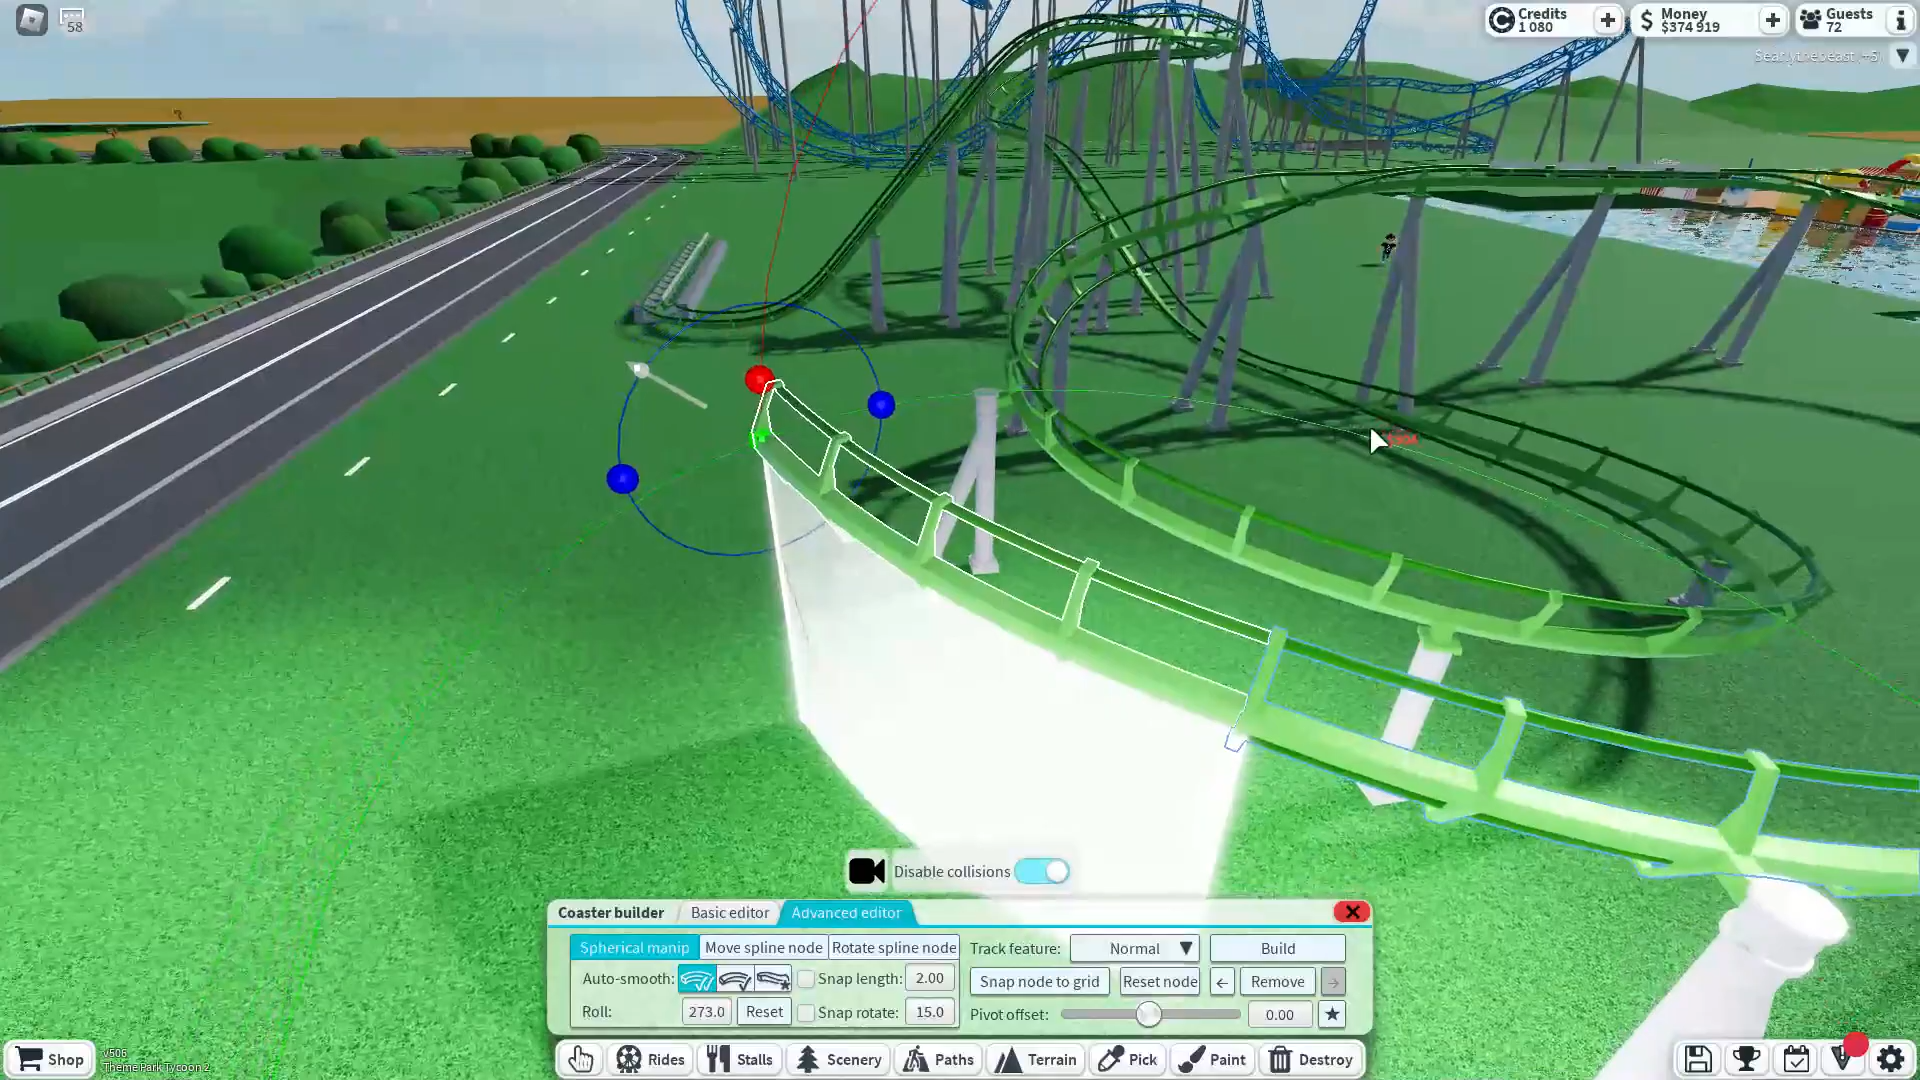 58
Credits
1 080
Money
$374 919
Guests
72
Disable collisions
Coaster builder
Basic editor
Advanced editor
Spherical manip
Move spline node
Rotate spline node
Track feature:
Normal
Build
Auto-smooth:
Snap length:
2.00
Snap node to grid
Reset node
Remove
Roll:
273.0
Reset
Snap rotate:
15.0
Pivot offset:
0.00
Shop
v506
Theme Park Tycoon 2
Rides
Stalls
Scenery
Paths
Terrain
Pick
Paint
Destroy